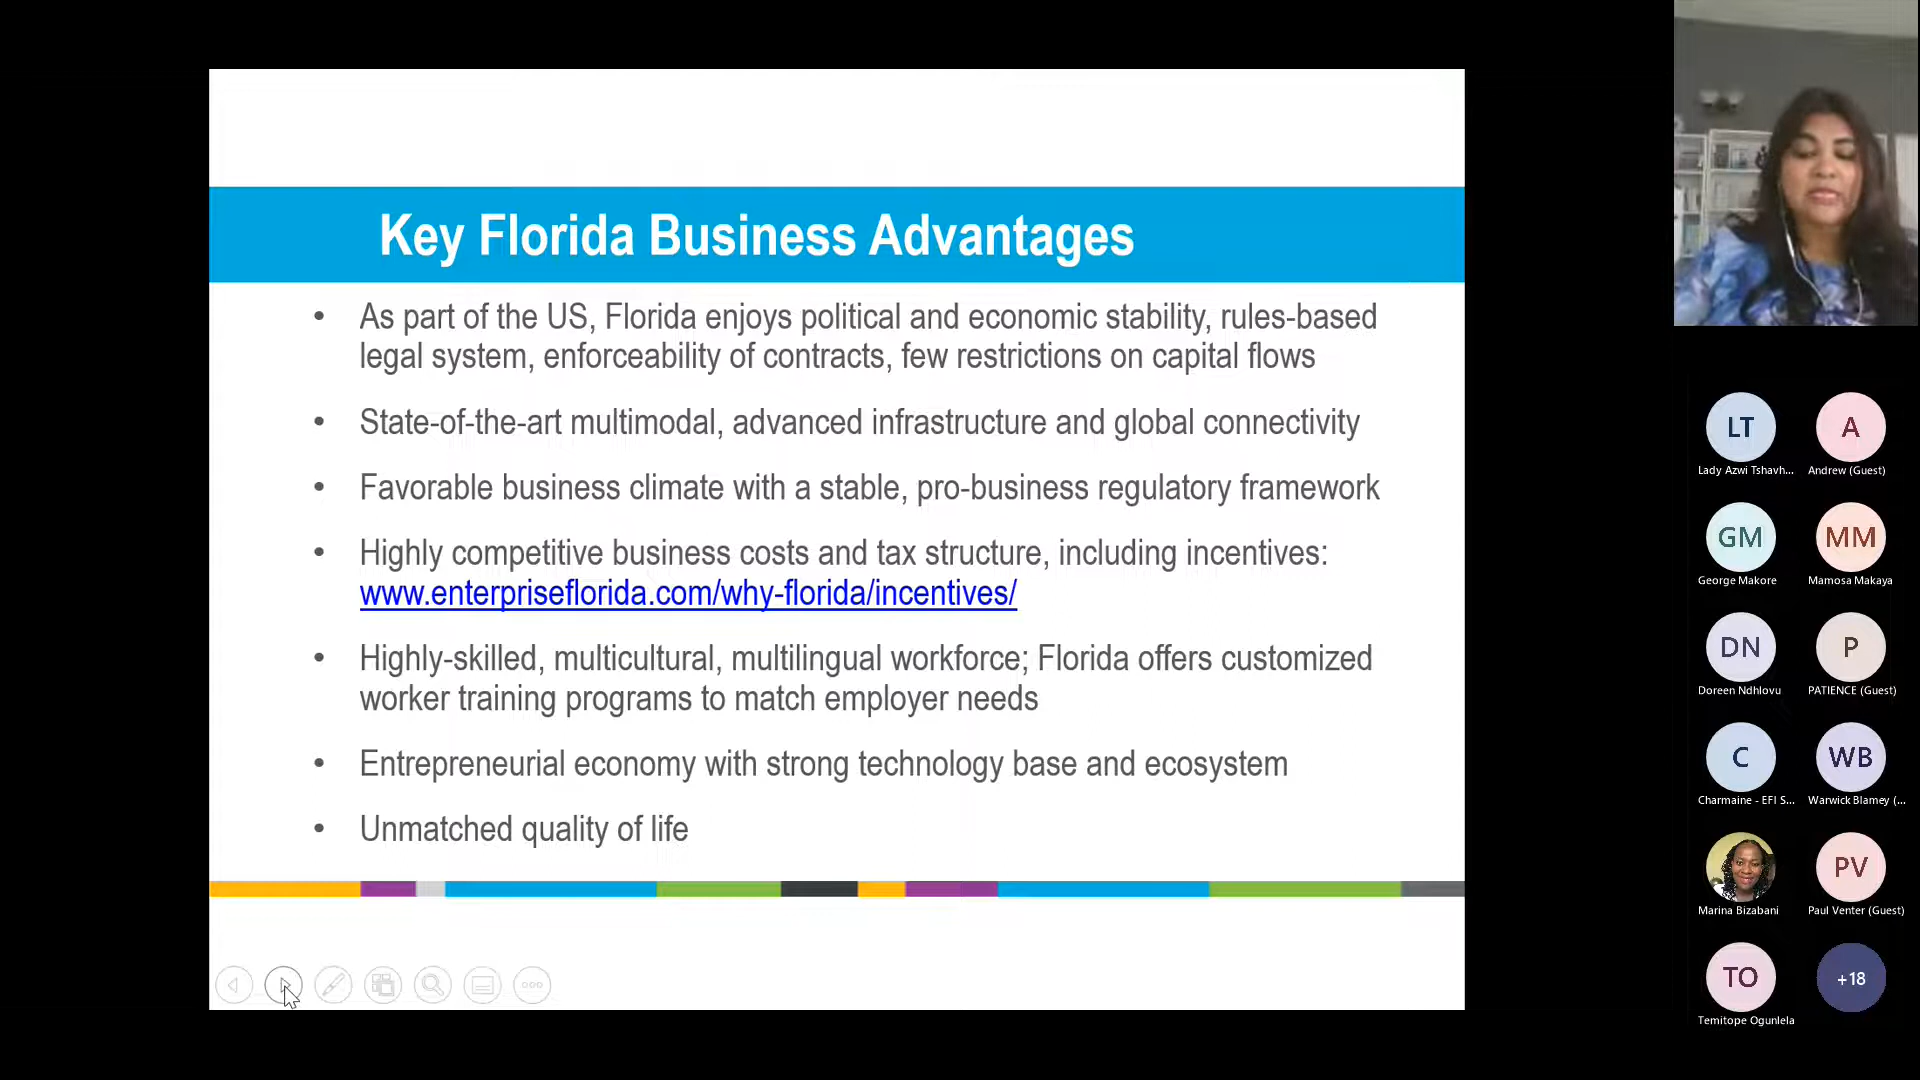 Key Florida Business Advantages
• As part of the US, Florida enjoys political and economic stability, rules-based
legal system, enforceability of contracts, few restrictions on capital flows
• State-of-the-art multimodal, advanced infrastructure and global connectivity
• Favorable business climate with a stable, pro-business regulatory framework
• Highly competitive business costs and tax structure, including incentives:
www.enterpriseflorida.com/why-florida/incentives/
• Highly-skilled, multicultural, multilingual workforce; Florida offers customized
worker training programs to match employer needs
• Entrepreneurial economy with strong technology base and ecosystem
• Unmatched quality of life
LT
Lady Azwi Tshavh...
A
Andrew (Guest)
GM
George Makore
MM
Mamosa Makaya
DN
Doreen Ndhlovu
P
PATIENCE (Guest)
C
Charmaine - EFI S...
WB
Warwick Blamey (...
Marina Bizabani
PV
Paul Venter (Guest)
TO
Temitope Ogunlela
+18